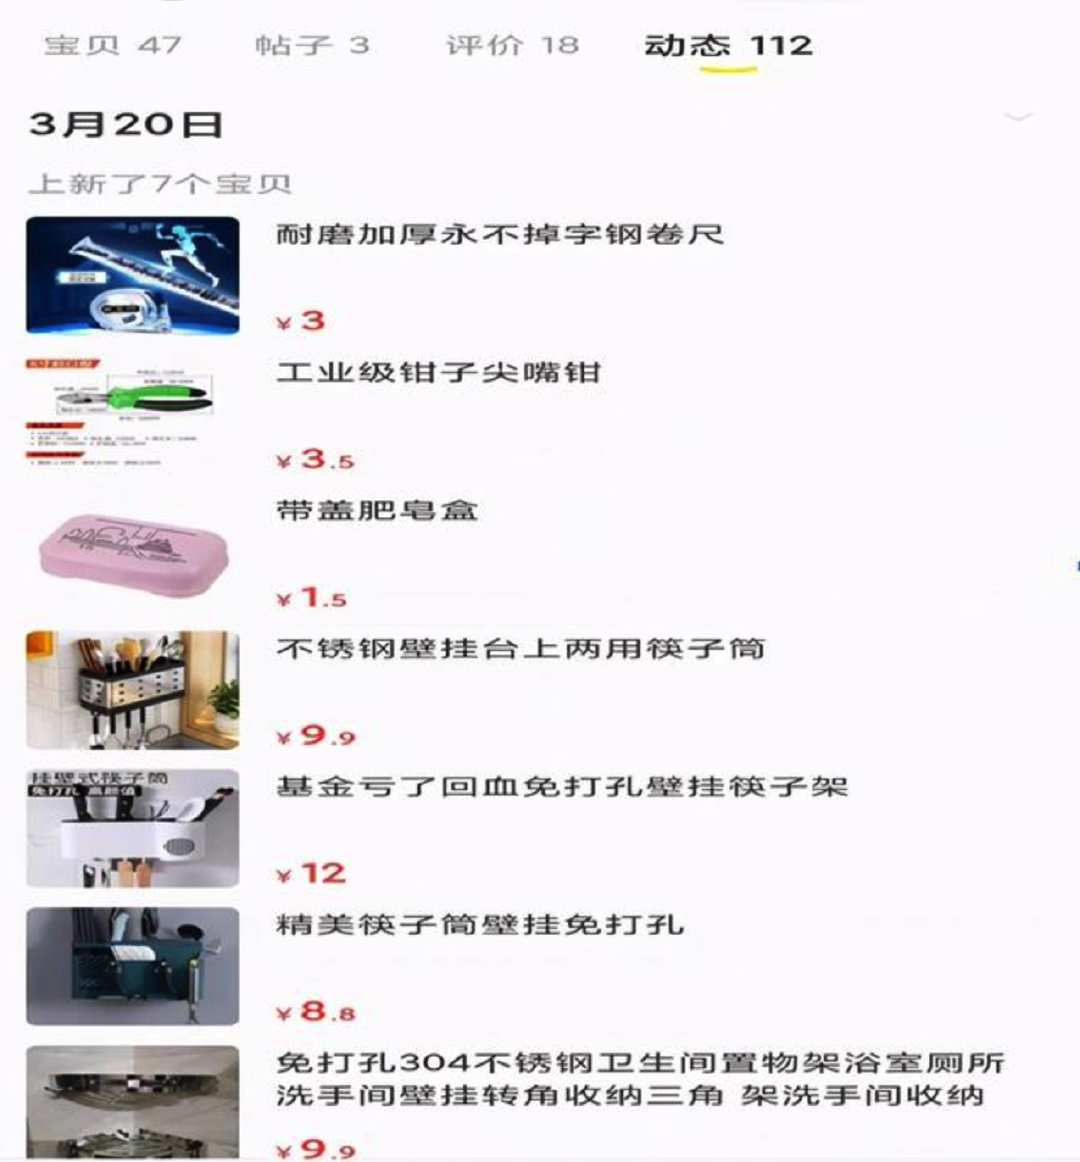 宝贝 47
帖子 3
评价 18
动态 112
3月20日
上新了7个宝贝
耐磨加厚永不掉字钢卷尺
¥3
工业级钳子尖嘴钳
¥3.5
带盖肥皂盒
¥1.5
不锈钢壁挂台上两用筷子筒
¥9.9
挂壁式筷子筒
免打孔 高颜值
基金亏了回血免打孔壁挂筷子架
¥12
精美筷子筒壁挂免打孔
¥8.8
免打孔304不锈钢卫生间置物架浴室厕所
洗手间壁挂转角收纳三角 架洗手间收纳
¥9.9